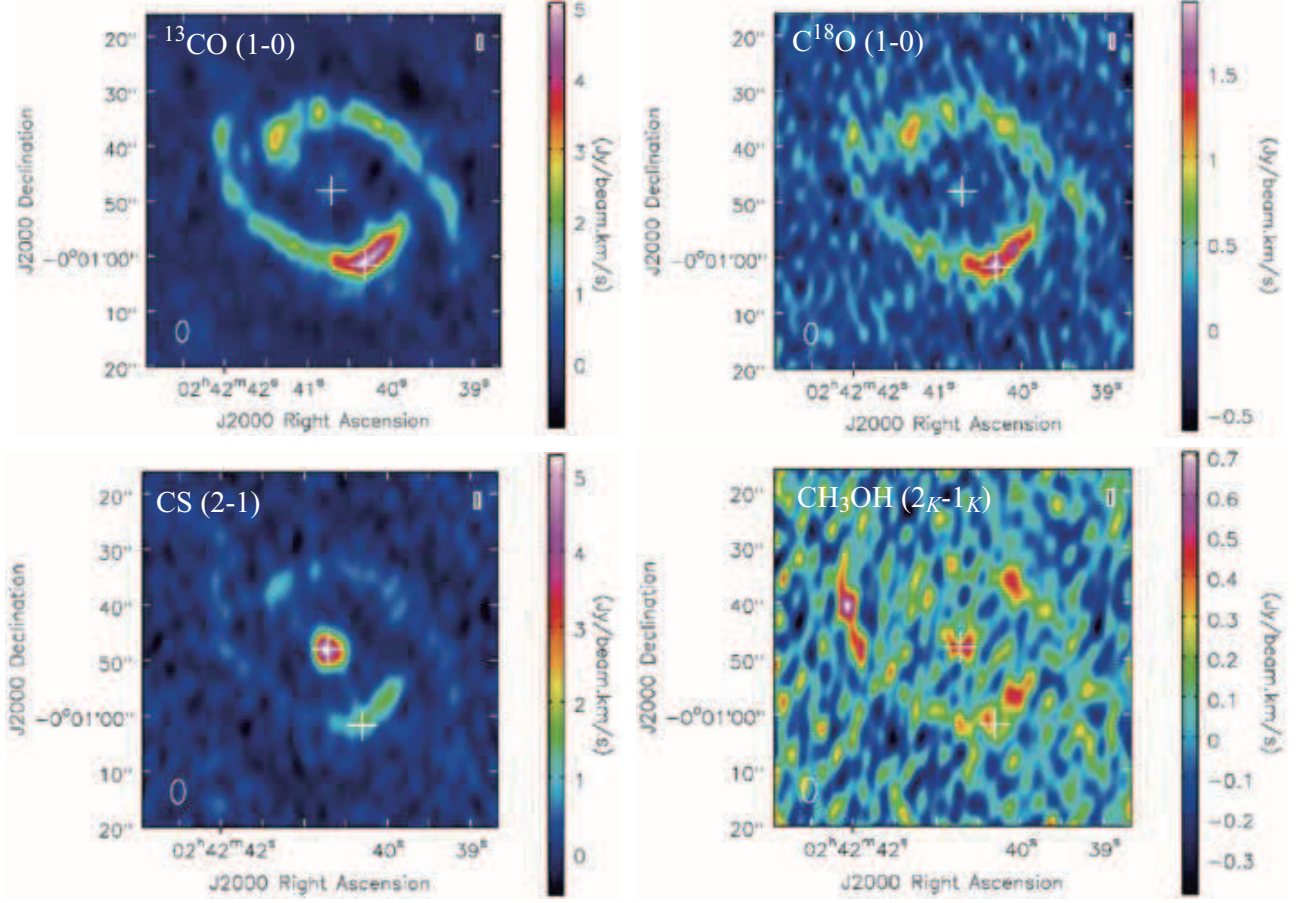 ¹³CO (1-0)
5
4
3
2
1
0
(Jy/beam.km/s)
20"
30"
40"
50"
-0°01'00"
10"
20"
J2000 Declination
02ʰ42ᵐ42ˢ
41ˢ
40ˢ
39ˢ
J2000 Right Ascension
C¹⁸O (1-0)
1.5
1
0.5
0
-0.5
(Jy/beam.km/s)
20"
30"
40"
50"
-0°01'00"
10"
20"
J2000 Declination
02ʰ42ᵐ42ˢ
41ˢ
40ˢ
39ˢ
J2000 Right Ascension
CS (2-1)
5
4
3
2
1
0
(Jy/beam.km/s)
20"
30"
40"
50"
-0°01'00"
10"
20"
J2000 Declination
02ʰ42ᵐ42ˢ
40ˢ
39ˢ
J2000 Right Ascension
CH₃OH (2K-1K)
0.7
0.6
0.5
0.4
0.3
0.2
0.1
0
-0.1
-0.2
-0.3
(Jy/beam.km/s)
20"
30"
40"
50"
-0°01'00"
10"
20"
J2000 Declination
02ʰ42ᵐ42ˢ
40ˢ
39ˢ
J2000 Right Ascension